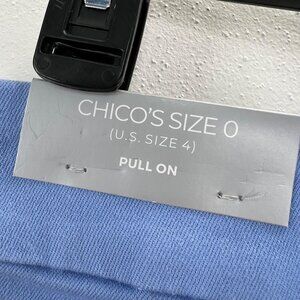 CHICO'S SIZE 0
(U.S. SIZE 4)
PULL ON